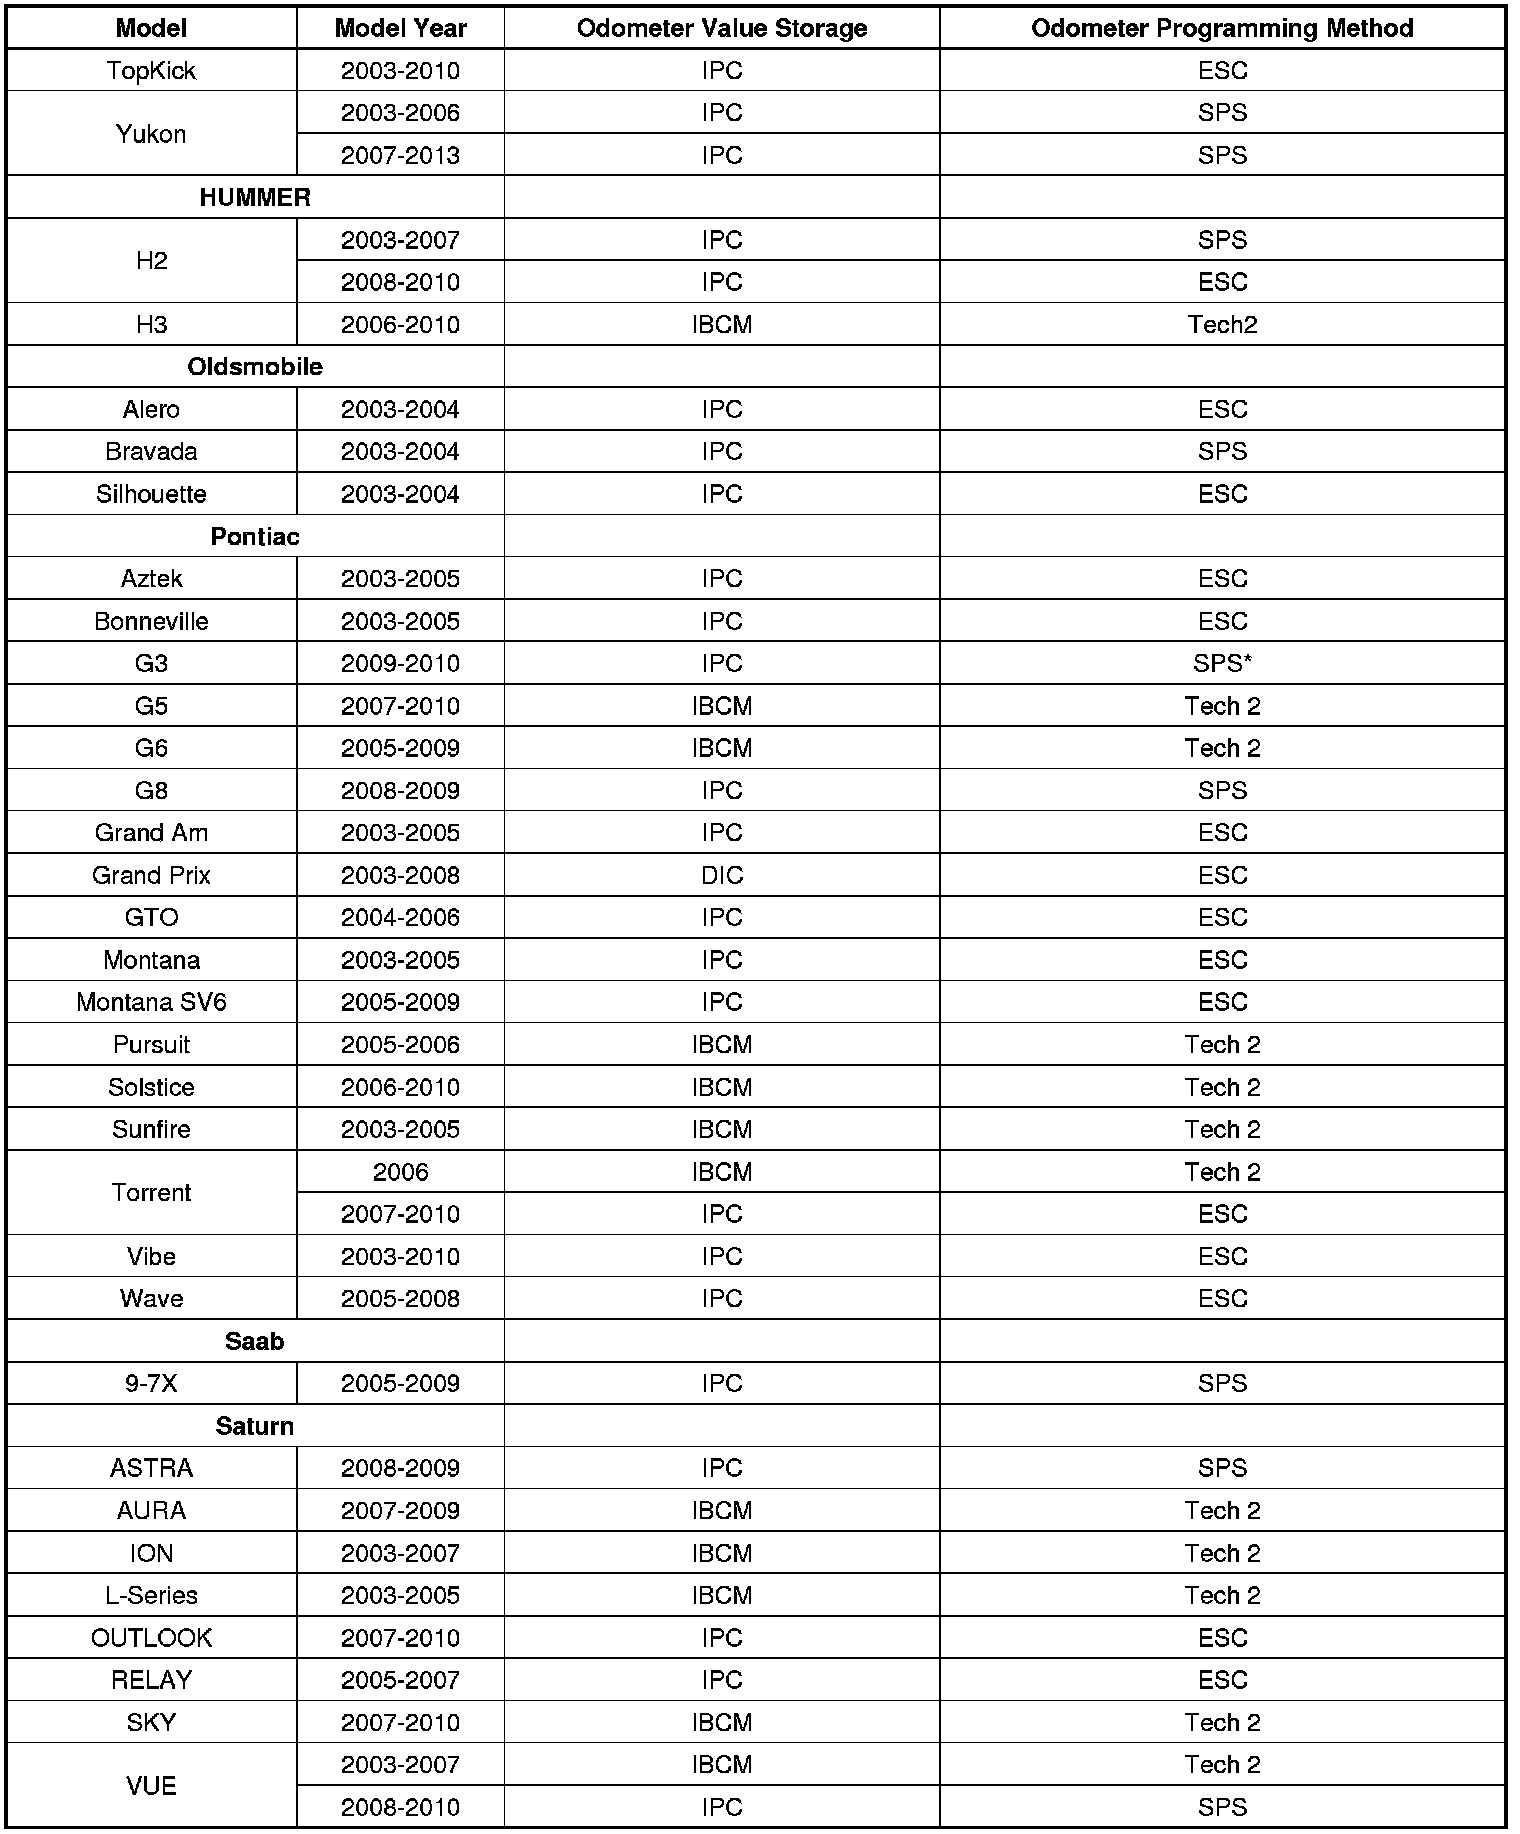 Model Model Year Odometer Value Storage Odometer Programming Method
TopKick 2003-2010 IPC ESC
Yukon 2003-2006 IPC SPS
2007-2013 IPC SPS
HUMMER
H2 2003-2007 IPC SPS
2008-2010 IPC ESC
H3 2006-2010 IBCM Tech2
Oldsmobile
Alero 2003-2004 IPC ESC
Bravada 2003-2004 IPC SPS
Silhouette 2003-2004 IPC ESC
Pontiac
Aztek 2003-2005 IPC ESC
Bonneville 2003-2005 IPC ESC
G3 2009-2010 IPC SPS*
G5 2007-2010 IBCM Tech 2
G6 2005-2009 IBCM Tech 2
G8 2008-2009 IPC SPS
Grand Am 2003-2005 IPC ESC
Grand Prix 2003-2008 DIC ESC
GTO 2004-2006 IPC ESC
Montana 2003-2005 IPC ESC
Montana SV6 2005-2009 IPC ESC
Pursuit 2005-2006 IBCM Tech 2
Solstice 2006-2010 IBCM Tech 2
Sunfire 2003-2005 IBCM Tech 2
Torrent 2006 IBCM Tech 2
2007-2010 IPC ESC
Vibe 2003-2010 IPC ESC
Wave 2005-2008 IPC ESC
Saab
9-7X 2005-2009 IPC SPS
Saturn
ASTRA 2008-2009 IPC SPS
AURA 2007-2009 IBCM Tech 2
ION 2003-2007 IBCM Tech 2
L-Series 2003-2005 IBCM Tech 2
OUTLOOK 2007-2010 IPC ESC
RELAY 2005-2007 IPC ESC
SKY 2007-2010 IBCM Tech 2
VUE 2003-2007 IBCM Tech 2
2008-2010 IPC SPS